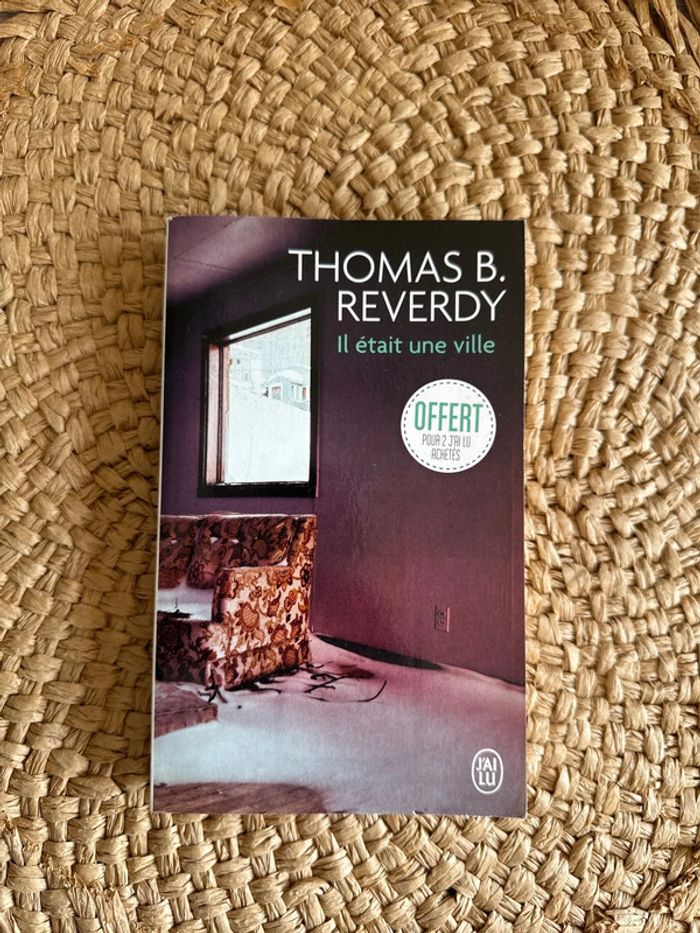 THOMAS B.
REVERDY
Il était une ville
OFFERT
POUR 2 J'AI LU
ACHETÉS
J'AI
LU